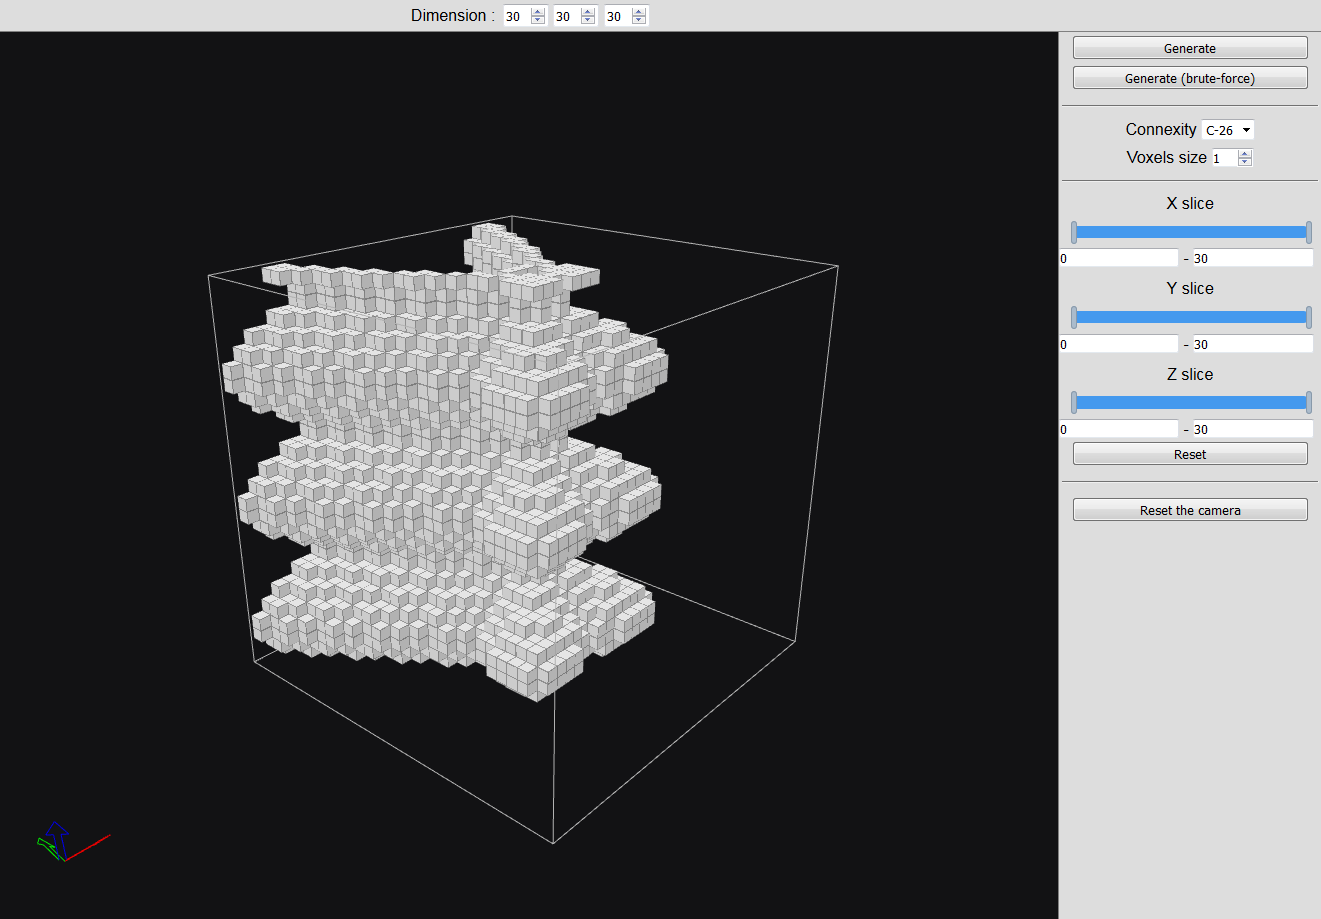 Dimension : 30 30 30
Generate
Generate (brute-force)
Connexity C-26
Voxels size 1
X slice
0 - 30
Y slice
0 - 30
Z slice
0 - 30
Reset
Reset the camera